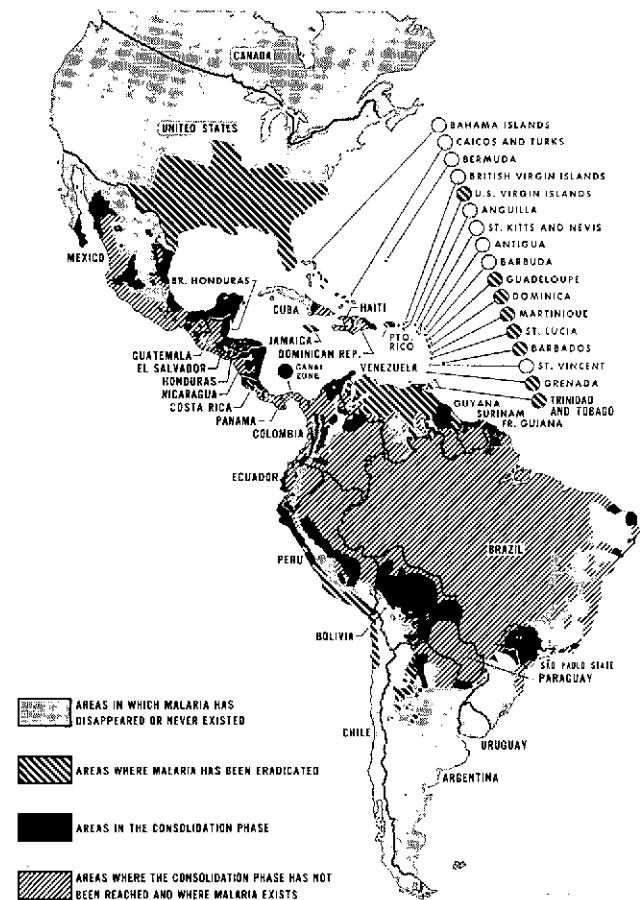 CANADA
UNITED STATES
BAHAMA ISLANDS
CAICOS AND TURKS
BERMUDA
BRITISH VIRGIN ISLANDS
U.S. VIRGIN ISLANDS
ANGUILLA
ST. KITTS AND NEVIS
ANTIGUA
BARBUDA
GUADELOUPE
DOMINICA
MARTINIQUE
ST. LUCIA
BARBADOS
ST. VINCENT
GRENADA
TRINIDAD
AND TOBAGO
MEXICO
BR. HONDURAS
CUBA
HAITI
JAMAICA
DOMINICAN REP.
PTO.
RICO
GUATEMALA
EL SALVADOR
HONDURAS
NICARAGUA
COSTA RICA
PANAMA
CANAL
ZONE
VENEZUELA
COLOMBIA
GUYANA
SURINAM
FR. GUIANA
ECUADOR
PERU
BRAZIL
BOLIVIA
SÃO PAULO STATE
PARAGUAY
CHILE
URUGUAY
ARGENTINA
AREAS IN WHICH MALARIA HAS
DISAPPEARED OR NEVER EXISTED
AREAS WHERE MALARIA HAS BEEN ERADICATED
AREAS IN THE CONSOLIDATION PHASE
AREAS WHERE THE CONSOLIDATION PHASE HAS NOT
BEEN REACHED AND WHERE MALARIA EXISTS